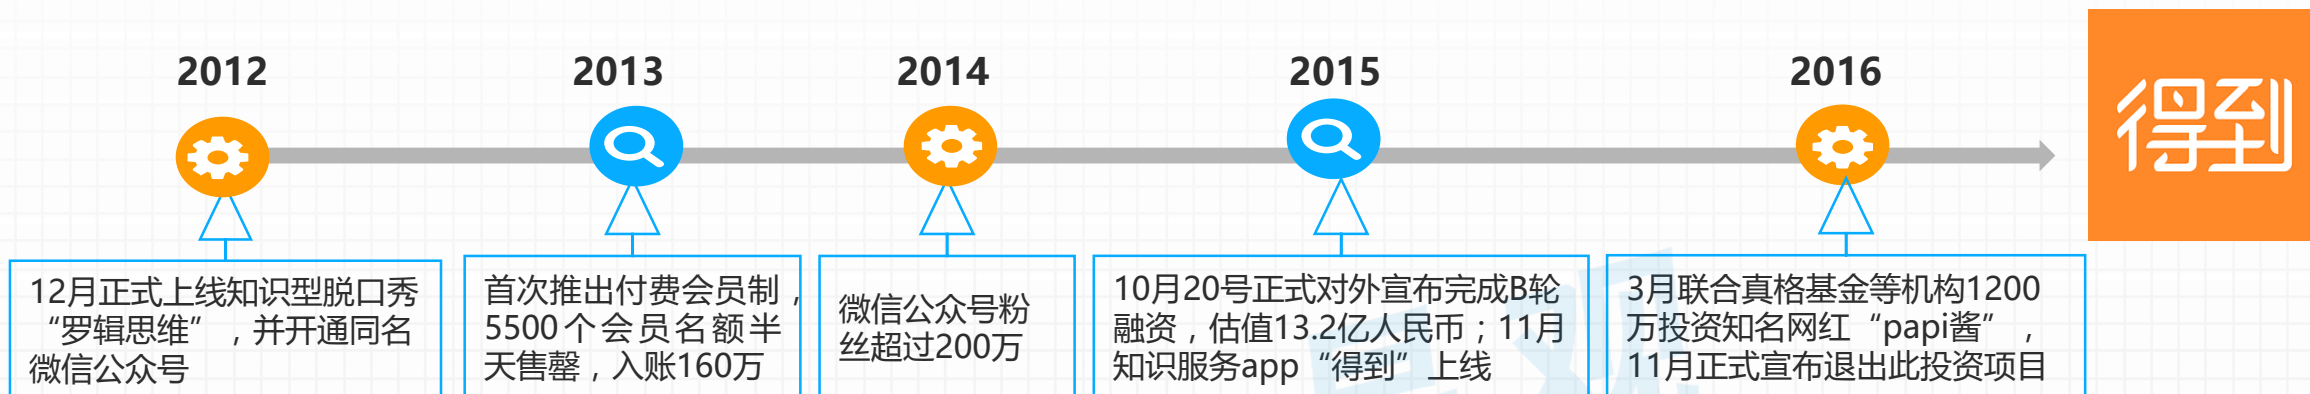 2012
2013
2014
2015
2016
得到
12月正式上线知识型脱口秀
“罗辑思维”，并开通同名
微信公众号
首次推出付费会员制，
5500个会员名额半
天售罄，入账160万
微信公众号粉
丝超过200万
10月20号正式对外宣布完成B轮
融资，估值13.2亿人民币；11月
知识服务app“得到”上线
3月联合真格基金等机构1200
万投资知名网红“papi酱”，
11月正式宣布退出此投资项目